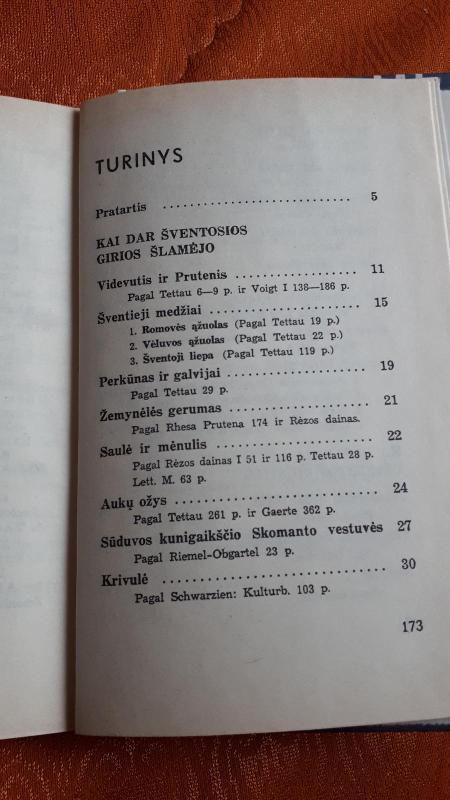 TURINYS
Pratartis ............................ 5
KAI DAR ŠVENTOSIOS
GIRIOS ŠLAMĖJO
Videvutis ir Prutenis .................. 11
Pagal Tettau 6—9 p. ir Voigt I 138—186 p.
Šventieji medžiai ...................... 15
1. Romovės ąžuolas (Pagal Tettau 19 p.)
2. Vėluvos ąžuolas (Pagal Tettau 22 p.)
3. Šventoji liepa (Pagal Tettau 119 p.)
Perkūnas ir galvijai .................... 19
Pagal Tettau 29 p.
Žemynėlės gerumas .................... 21
Pagal Rhesa Prutena 174 ir Rėzos dainas.
Saulė ir mėnulis ........................ 22
Pagal Rėzos dainas I 51 ir 116 p. Tettau 28 p.
Lett. M. 63 p.
Aukų ožys .............................. 24
Pagal Tettau 261 p. ir Gaerte 362 p.
Sūduvos kunigaikščio Skomanto vestuvės 27
Pagal Riemel-Obgartel 23 p.
Krivulė .............................. 30
Pagal Schwarzien: Kulturb. 103 p.
173